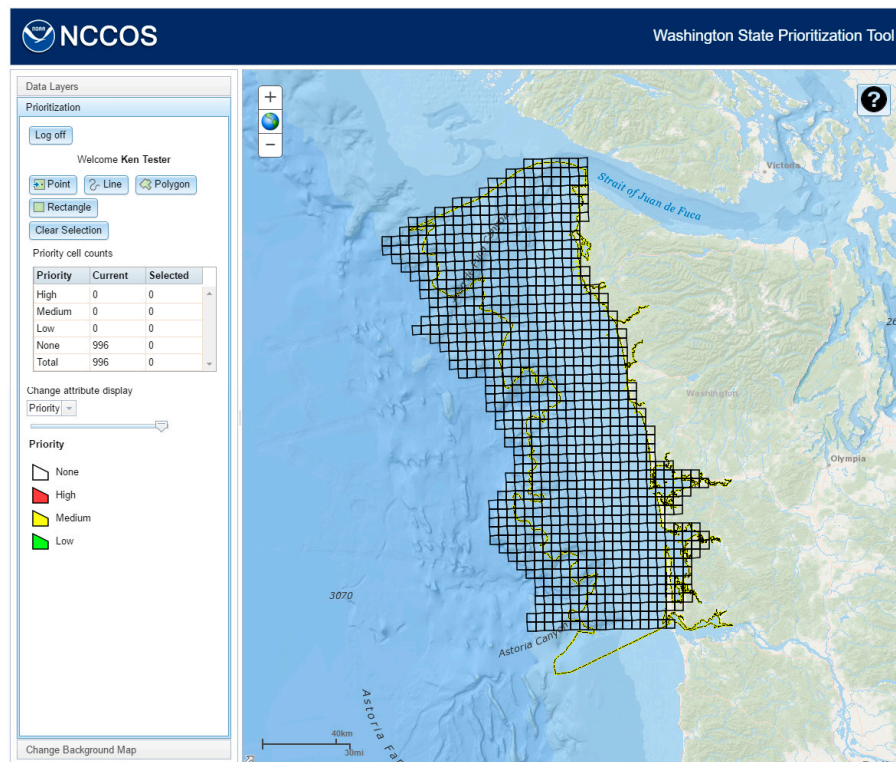 NOAA NCCOS
Washington State Prioritization Tool
Data Layers
Prioritization
Log off
Welcome Ken Tester
Point Line Polygon
Rectangle
Clear Selection
Priority cell counts
Priority Current Selected
High 0 0
Medium 0 0
Low 0 0
None 996 0
Total 996 0
Change attribute display
Priority
Priority
None
High
Medium
Low
Change Background Map
+
−
?
Victoria
Strait of Juan de Fuca
Washington
Olympia
3070
Astoria Canyon
Astoria Fan
40km
30mi